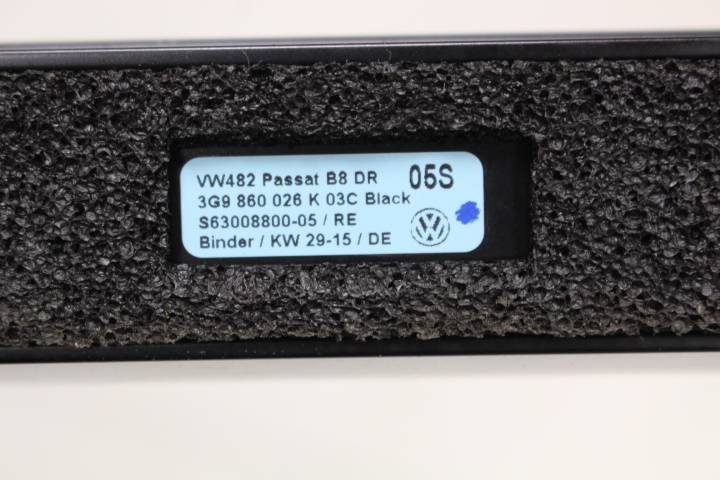 VW482 Passat B8 DR 05S
3G9 860 026 K 03C Black
S63008800-05 / RE
Binder / KW 29-15 / DE